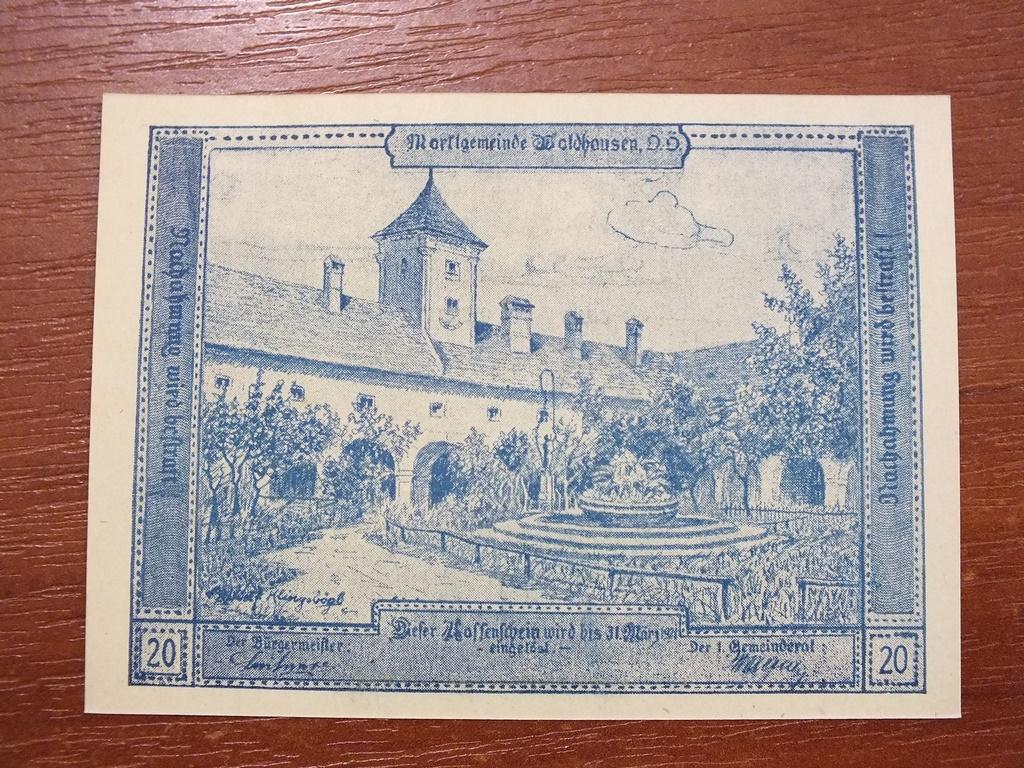 Marktgemeinde Waldhausen, O.Ö.
Nachahmung wird bestraft!
Nachahmung wird bestraft!
Klingsbögl
Dieser Kassenschein wird bis 31. März
- eingelöst. -
Der Bürgermeister:
Der 1. Gemeinderat:
20
20